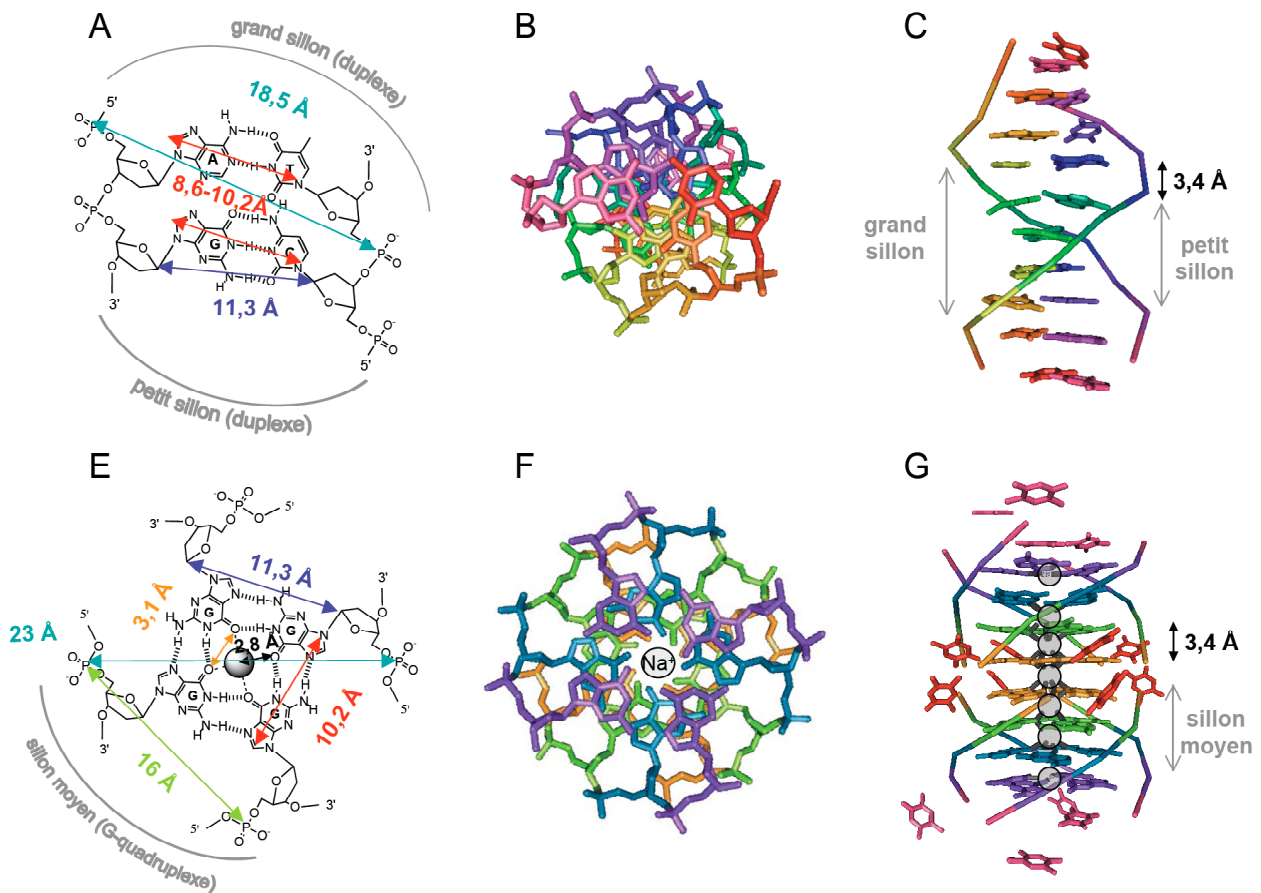 A
B
C
grand sillon (duplexe)
18,5 Å
8,6-10,2Å
11,3 Å
petit sillon (duplexe)
5'
O⁻
O
P
O
O
O
3'
H
N
N
N
N
N
A
N
H
O
T
H
N
N
O
3'
O
O
P
O
O⁻
O
O
N
N
G
N
H
O
N
H
N
C
N
N
H
O
H
O
O
3'
O
P
O⁻
O
O
O
P
O⁻
O
5'
grand
sillon
3,4 Å
petit
sillon
E
F
G
3'
5'
11,3 Å
3,1 Å
23 Å
2,8 Å
10,2 Å
16 Å
G
G
G
G
5'
3'
3'
5'
5'
3'
sillon moyen (G-quadruplexe)
Na⁺
3,4 Å
sillon
moyen